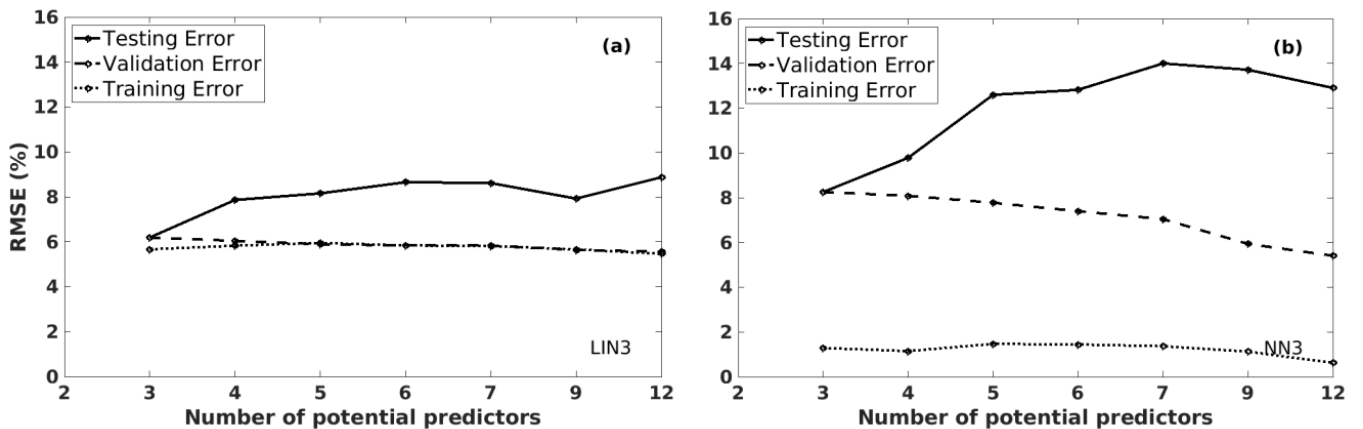 16
14
12
10
8
6
4
2
0
RMSE (%)
Testing Error
Validation Error
Training Error
(a)
LIN3
2 3 4 5 6 7 9 12
Number of potential predictors
16
14
12
10
8
6
4
2
0
Testing Error
Validation Error
Training Error
(b)
NN3
2 3 4 5 6 7 9 12
Number of potential predictors